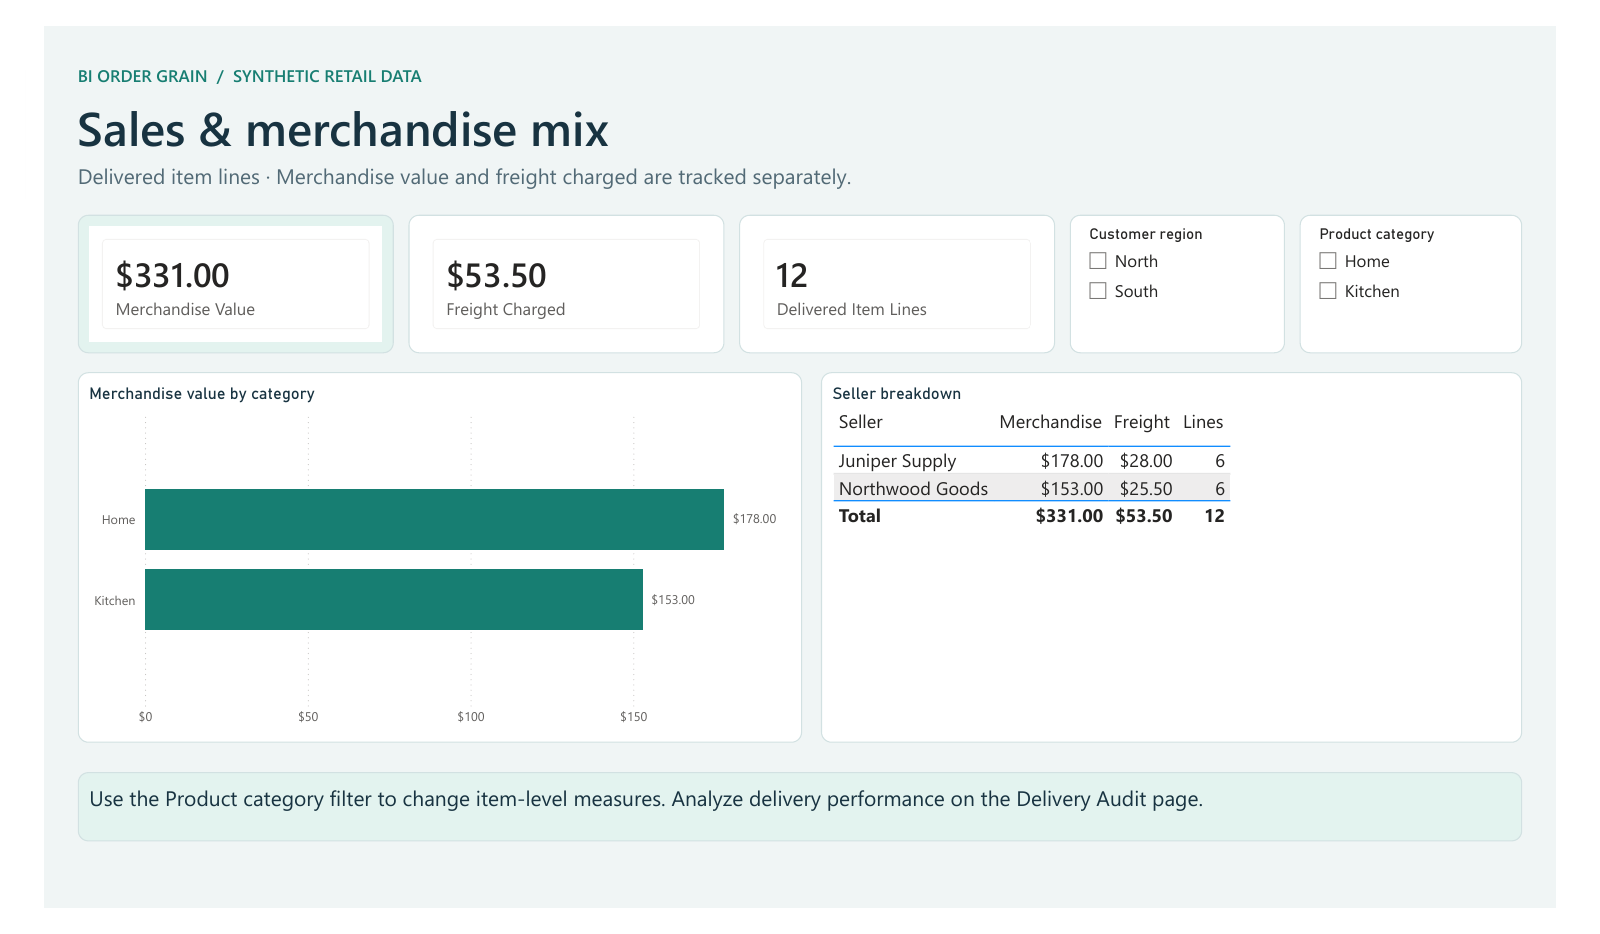 BI ORDER GRAIN / SYNTHETIC RETAIL DATA
Sales & merchandise mix
Delivered item lines · Merchandise value and freight charged are tracked separately.
$331.00
Merchandise Value
$53.50
Freight Charged
12
Delivered Item Lines
Customer region
North
South
Product category
Home
Kitchen
Merchandise value by category
Home
$178.00
Kitchen
$153.00
$0 $50 $100 $150
Seller breakdown
Seller Merchandise Freight Lines
Juniper Supply $178.00 $28.00 6
Northwood Goods $153.00 $25.50 6
Total $331.00 $53.50 12
Use the Product category filter to change item-level measures. Analyze delivery performance on the Delivery Audit page.